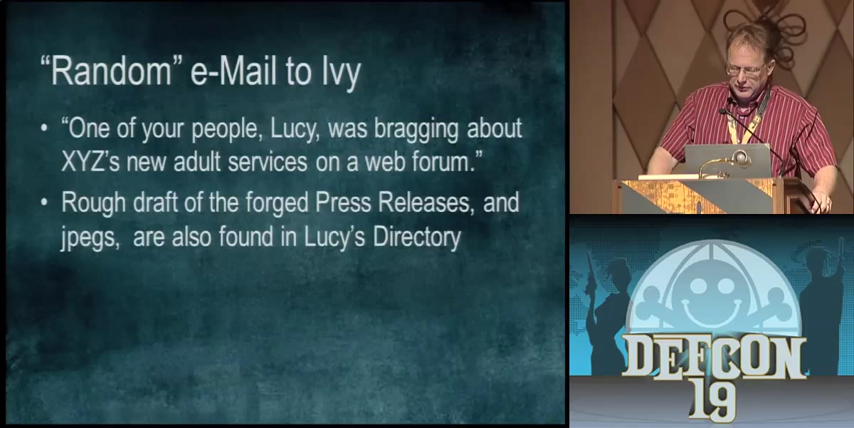 “Random” e-Mail to Ivy
• “One of your people, Lucy, was bragging about
XYZ’s new adult services on a web forum.”
• Rough draft of the forged Press Releases, and
jpegs,  are also found in Lucy’s Directory
DEFCON
19